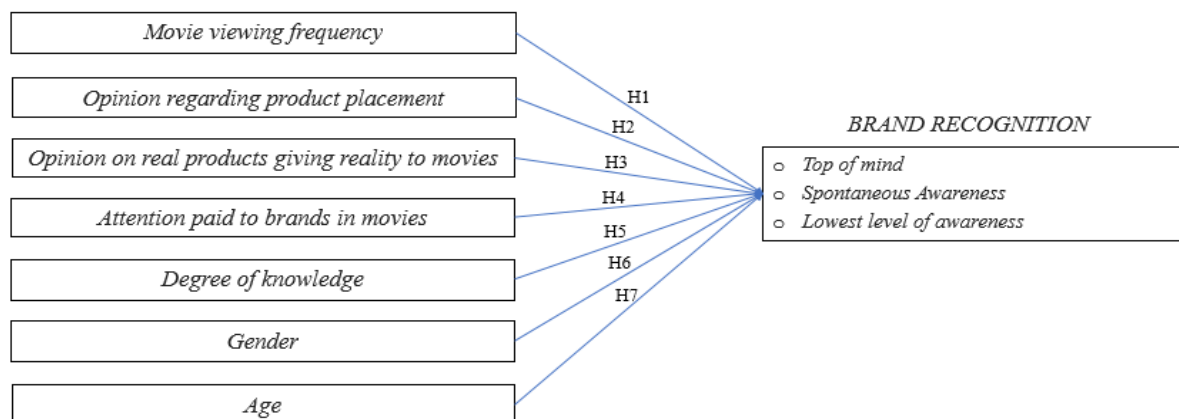 Movie viewing frequency
Opinion regarding product placement
Opinion on real products giving reality to movies
Attention paid to brands in movies
Degree of knowledge
Gender
Age
H1
H2
H3
H4
H5
H6
H7
BRAND RECOGNITION
o Top of mind
o Spontaneous Awareness
o Lowest level of awareness